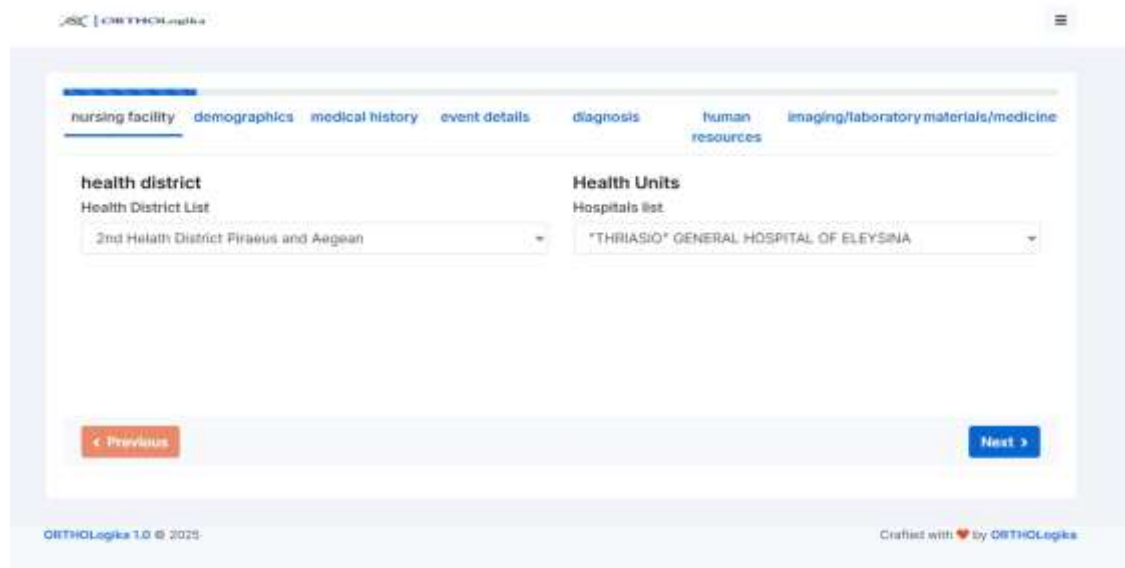 ORTHOLogika
nursing facility demographics medical history event details diagnosis human resources imaging/laboratory materials/medicine
health district
Health District List
2nd Helath District Piraeus and Aegean
Health Units
Hospitals list
"THRIASIO" GENERAL HOSPITAL OF ELEYSINA
< Previous
Next >
ORTHOLogika 1.0 © 2025
Crafted with ❤ by ORTHOLogika